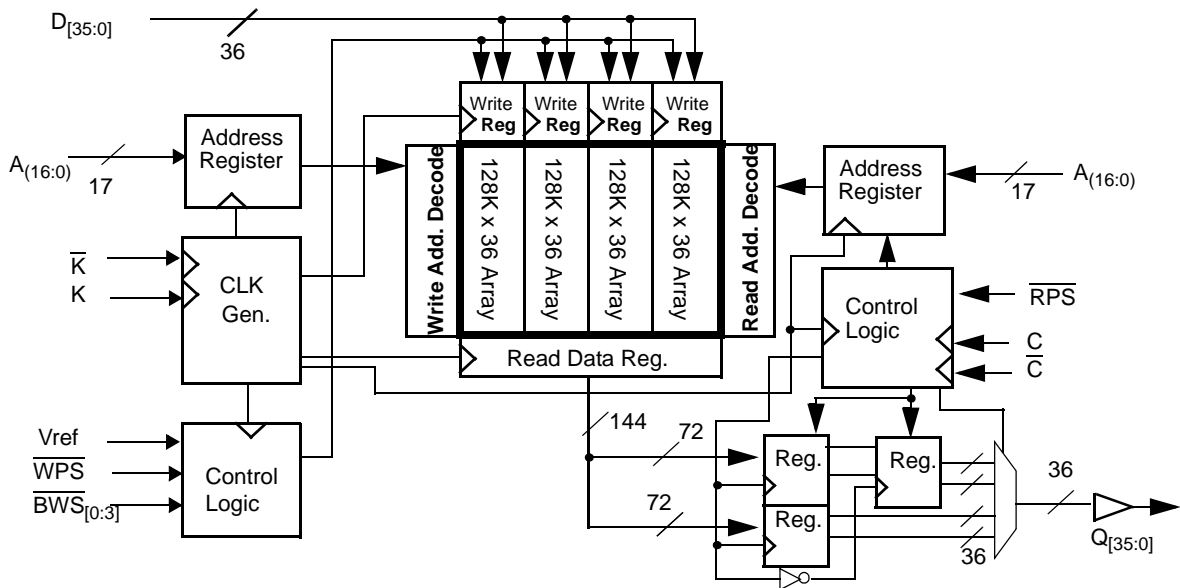 D[35:0]
36
Write Reg
Write Reg
Write Reg
Write Reg
A(16:0)
17
Address
Register
Write Add. Decode
128K x 36 Array
128K x 36 Array
128K x 36 Array
128K x 36 Array
Read Add. Decode
Address
Register
17
A(16:0)
K̅
K
CLK
Gen.
Control
Logic
R̅P̅S̅
C
C̅
Read Data Reg.
Vref
W̅P̅S̅
B̅W̅S̅[0:3]
Control
Logic
144
72
72
Reg.
Reg.
Reg.
36
36
Q[35:0]